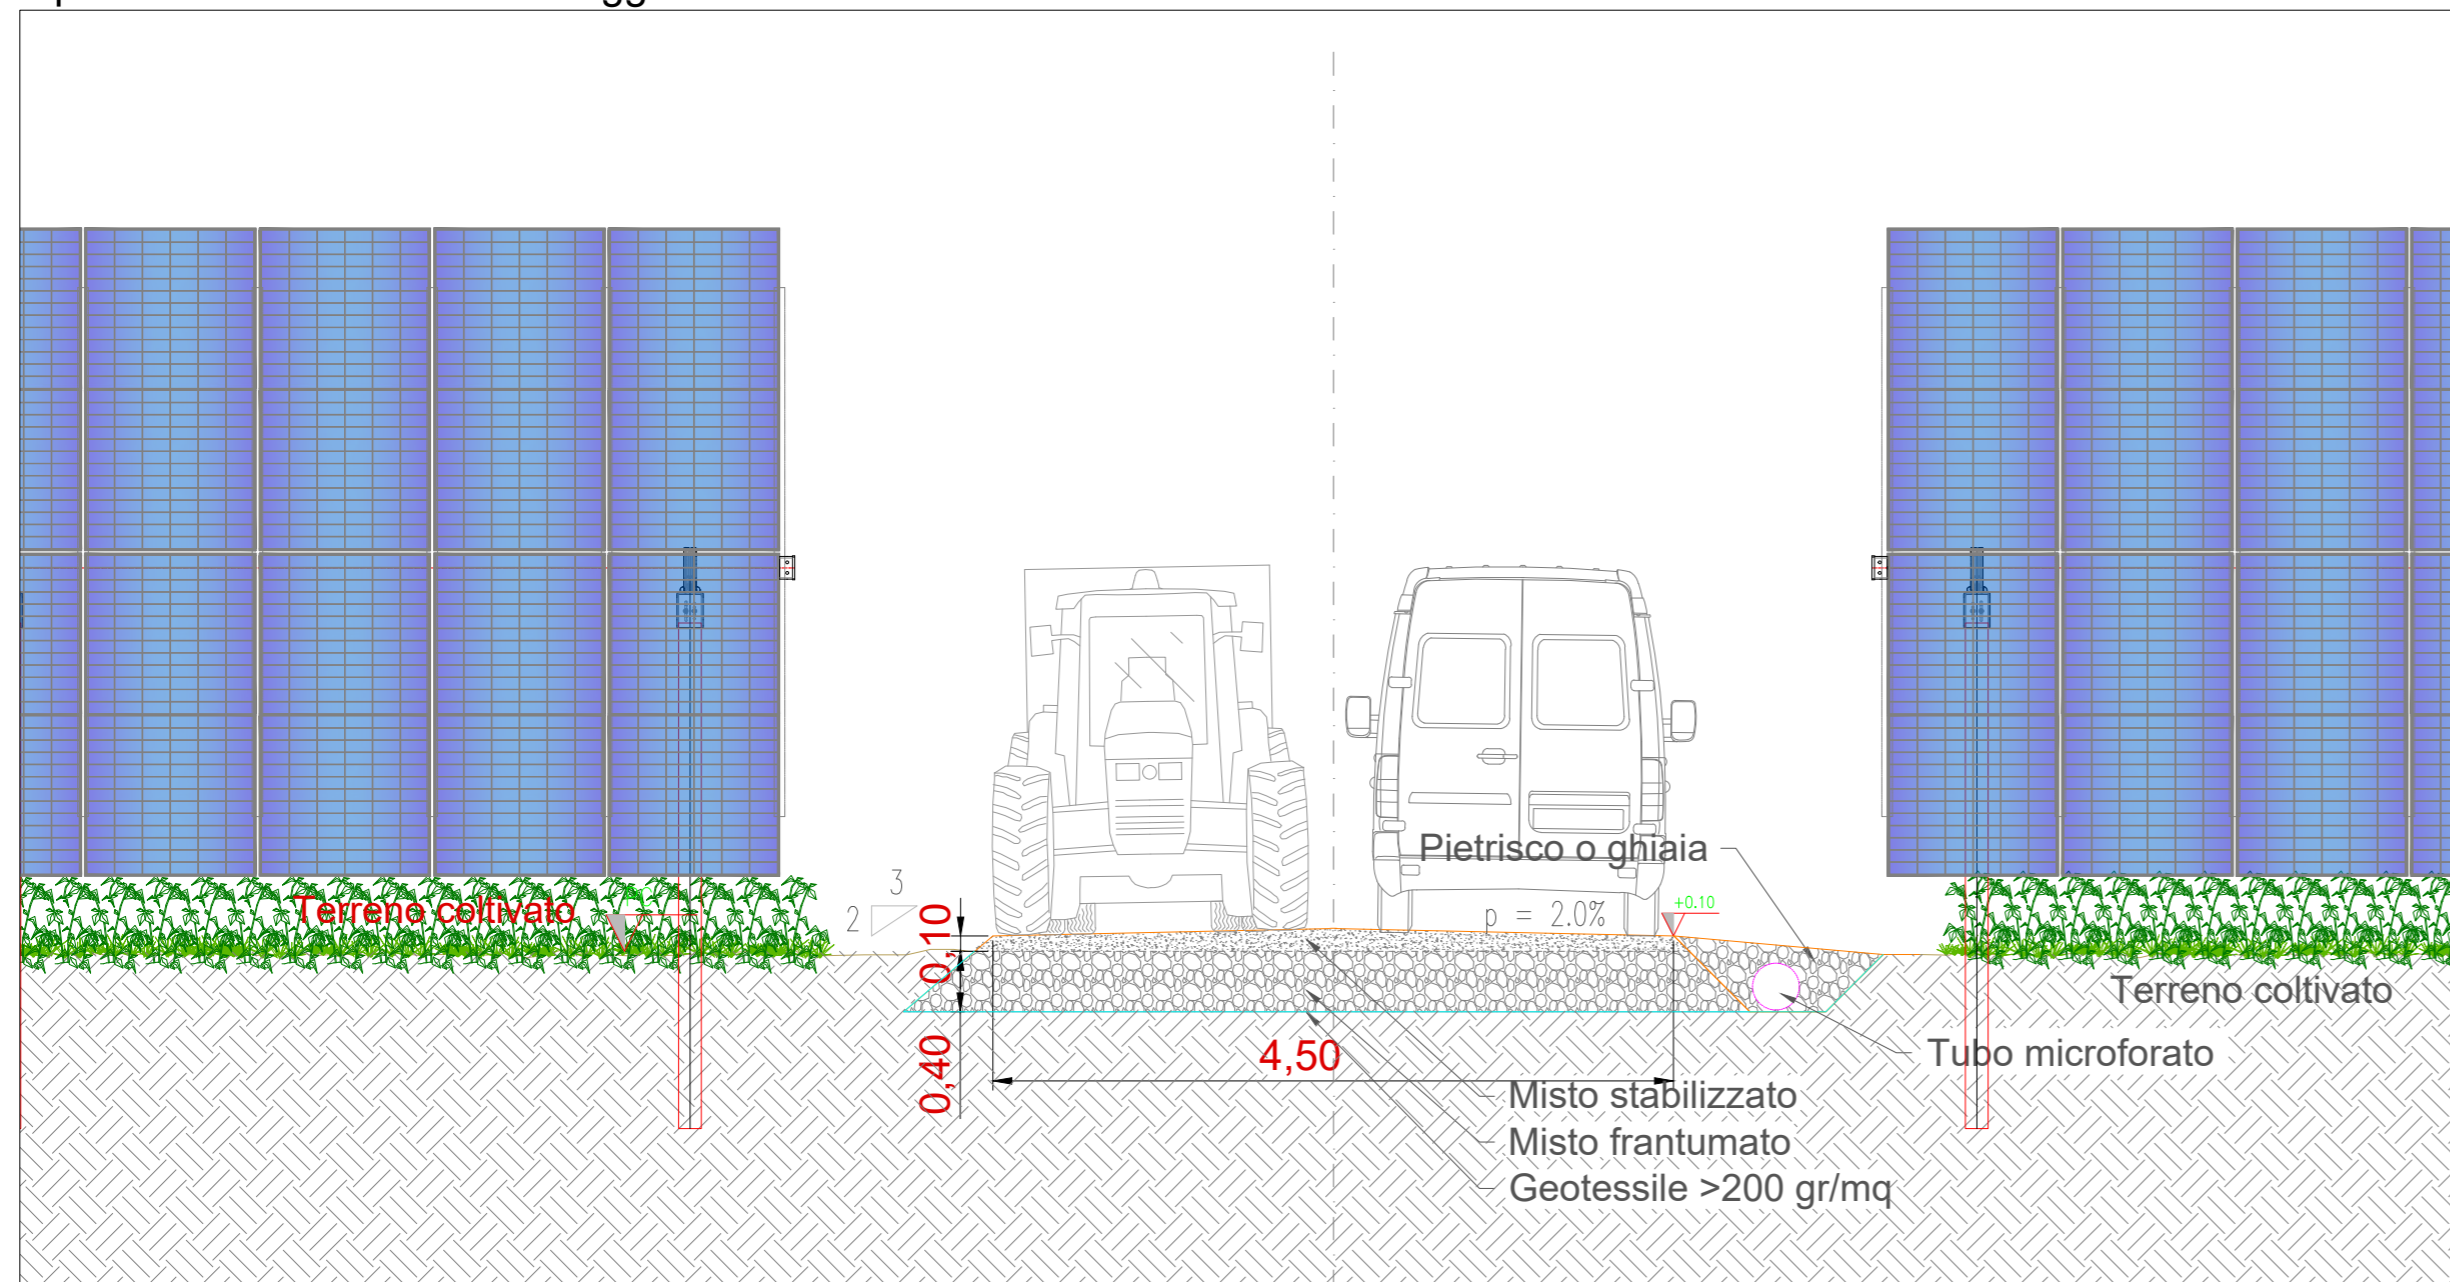 3
2
Terreno coltivato
0,10
0,40
4,50
Pietrisco o ghiaia
p = 2.0%
+0.10
Terreno coltivato
Tubo microforato
Misto stabilizzato
Misto frantumato
Geotessile >200 gr/mq